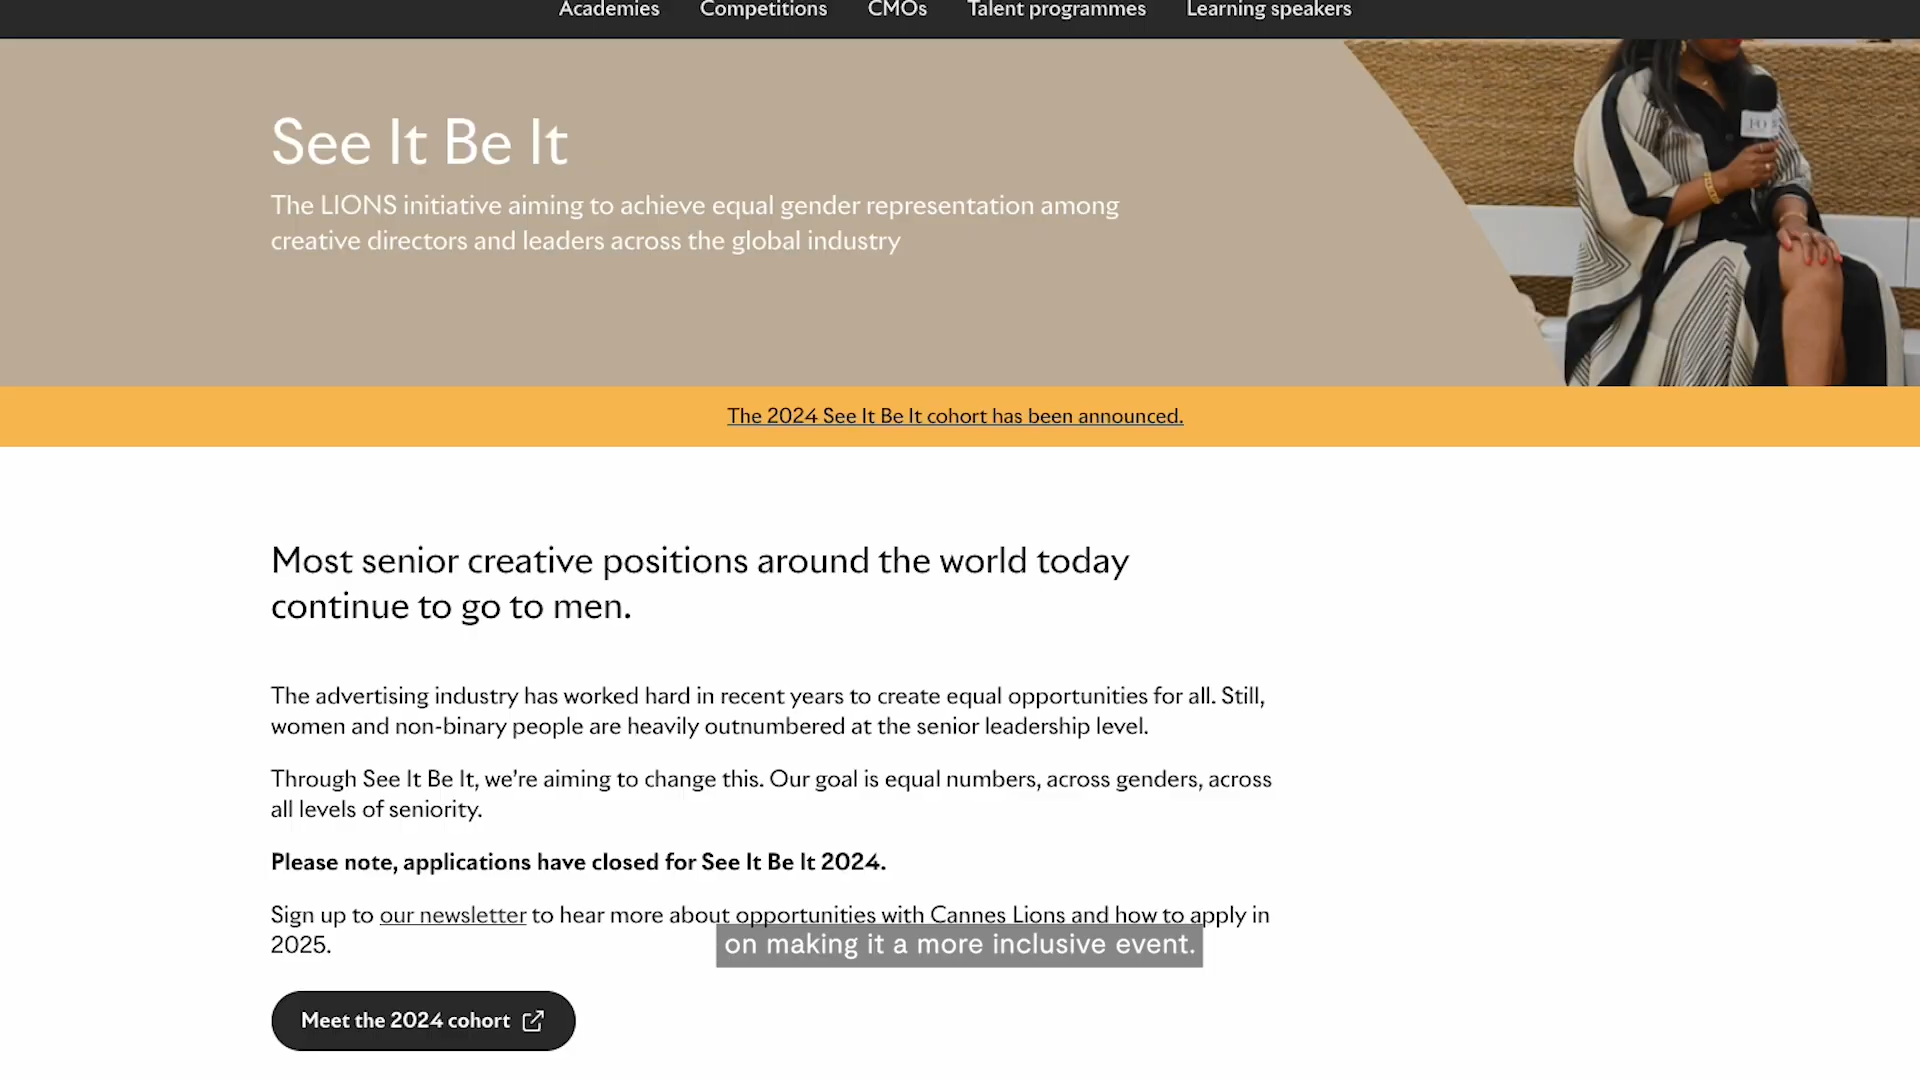 Academies Competitions CMOs Talent programmes Learning speakers
See It Be It
The LIONS initiative aiming to achieve equal gender representation among
creative directors and leaders across the global industry
The 2024 See It Be It cohort has been announced.
Most senior creative positions around the world today
continue to go to men.
The advertising industry has worked hard in recent years to create equal opportunities for all. Still,
women and non-binary people are heavily outnumbered at the senior leadership level.
Through See It Be It, we’re aiming to change this. Our goal is equal numbers, across genders, across
all levels of seniority.
Please note, applications have closed for See It Be It 2024.
Sign up to our newsletter to hear more about opportunities with Cannes Lions and how to apply in
2025.
on making it a more inclusive event.
Meet the 2024 cohort